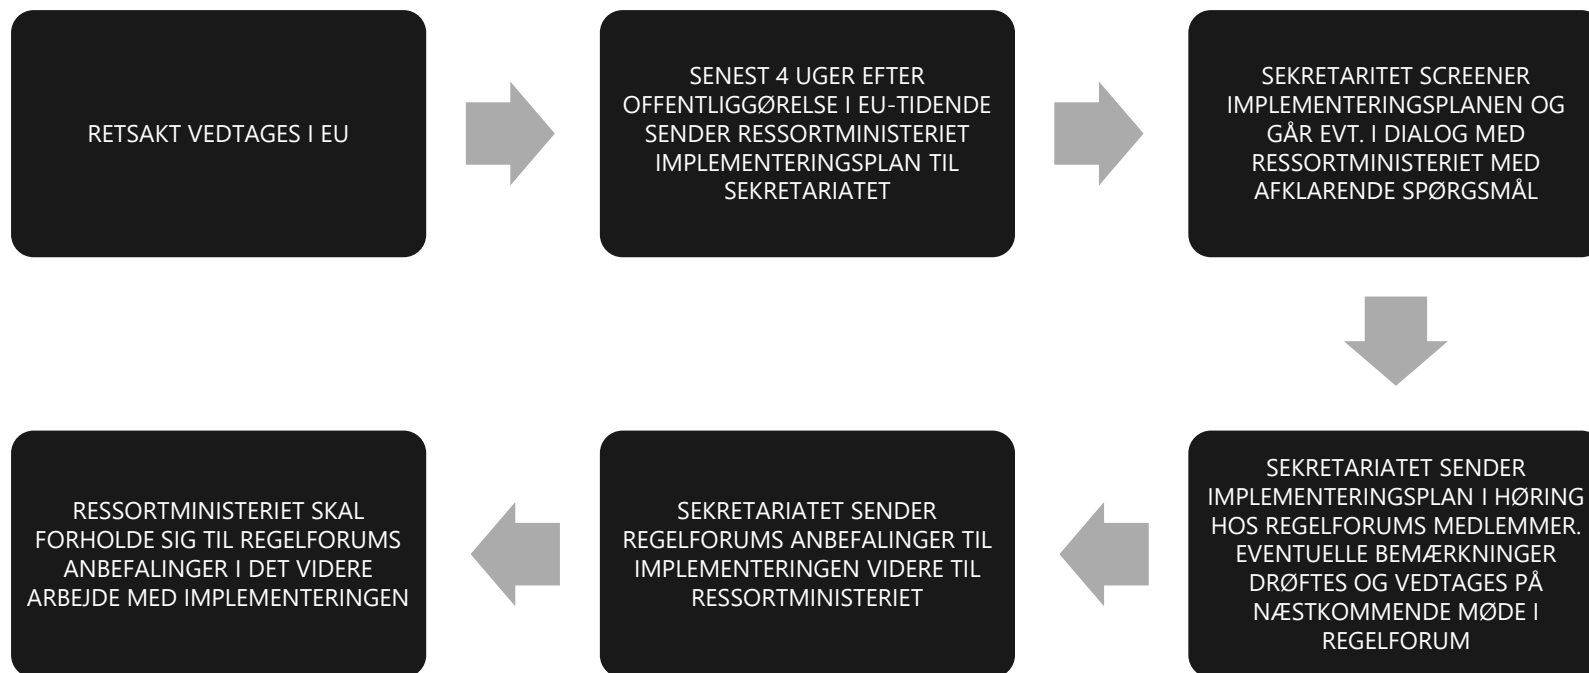 RETSAKT VEDTAGES I EU
SENEST 4 UGER EFTER
OFFENTLIGGØRELSE I EU-TIDENDE
SENDER RESSORTMINISTERIET
IMPLEMENTERINGSPLAN TIL
SEKRETARIATET
SEKRETARITET SCREENER
IMPLEMENTERINGSPLANEN OG
GÅR EVT. I DIALOG MED
RESSORTMINISTERIET MED
AFKLARENDE SPØRGSMÅL
SEKRETARIATET SENDER
IMPLEMENTERINGSPLAN I HØRING
HOS REGELFORUMS MEDLEMMER.
EVENTUELLE BEMÆRKNINGER
DRØFTES OG VEDTAGES PÅ
NÆSTKOMMENDE MØDE I
REGELFORUM
SEKRETARIATET SENDER
REGELFORUMS ANBEFALINGER TIL
IMPLEMENTERINGEN VIDERE TIL
RESSORTMINISTERIET
RESSORTMINISTERIET SKAL
FORHOLDE SIG TIL REGELFORUMS
ANBEFALINGER I DET VIDERE
ARBEJDE MED IMPLEMENTERINGEN